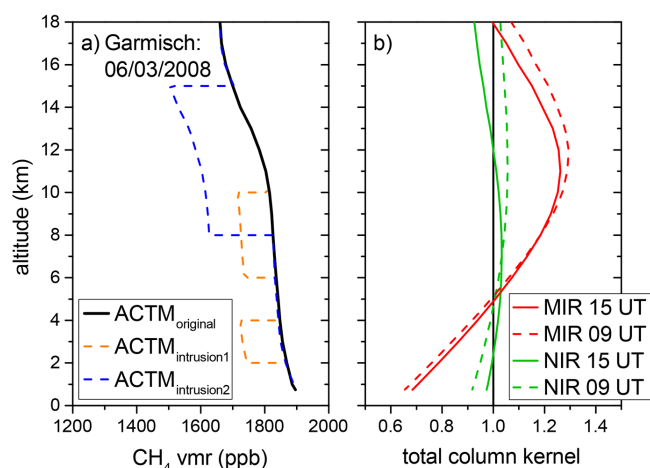 a) Garmisch:
06/03/2008
b)
18
16
14
12
10
8
6
4
2
0
altitude (km)
ACTM original
ACTM intrusion1
ACTM intrusion2
MIR 15 UT
MIR 09 UT
NIR 15 UT
NIR 09 UT
1200 1400 1600 1800 2000
0.6 0.8 1.0 1.2 1.4
CH4 vmr (ppb)
total column kernel